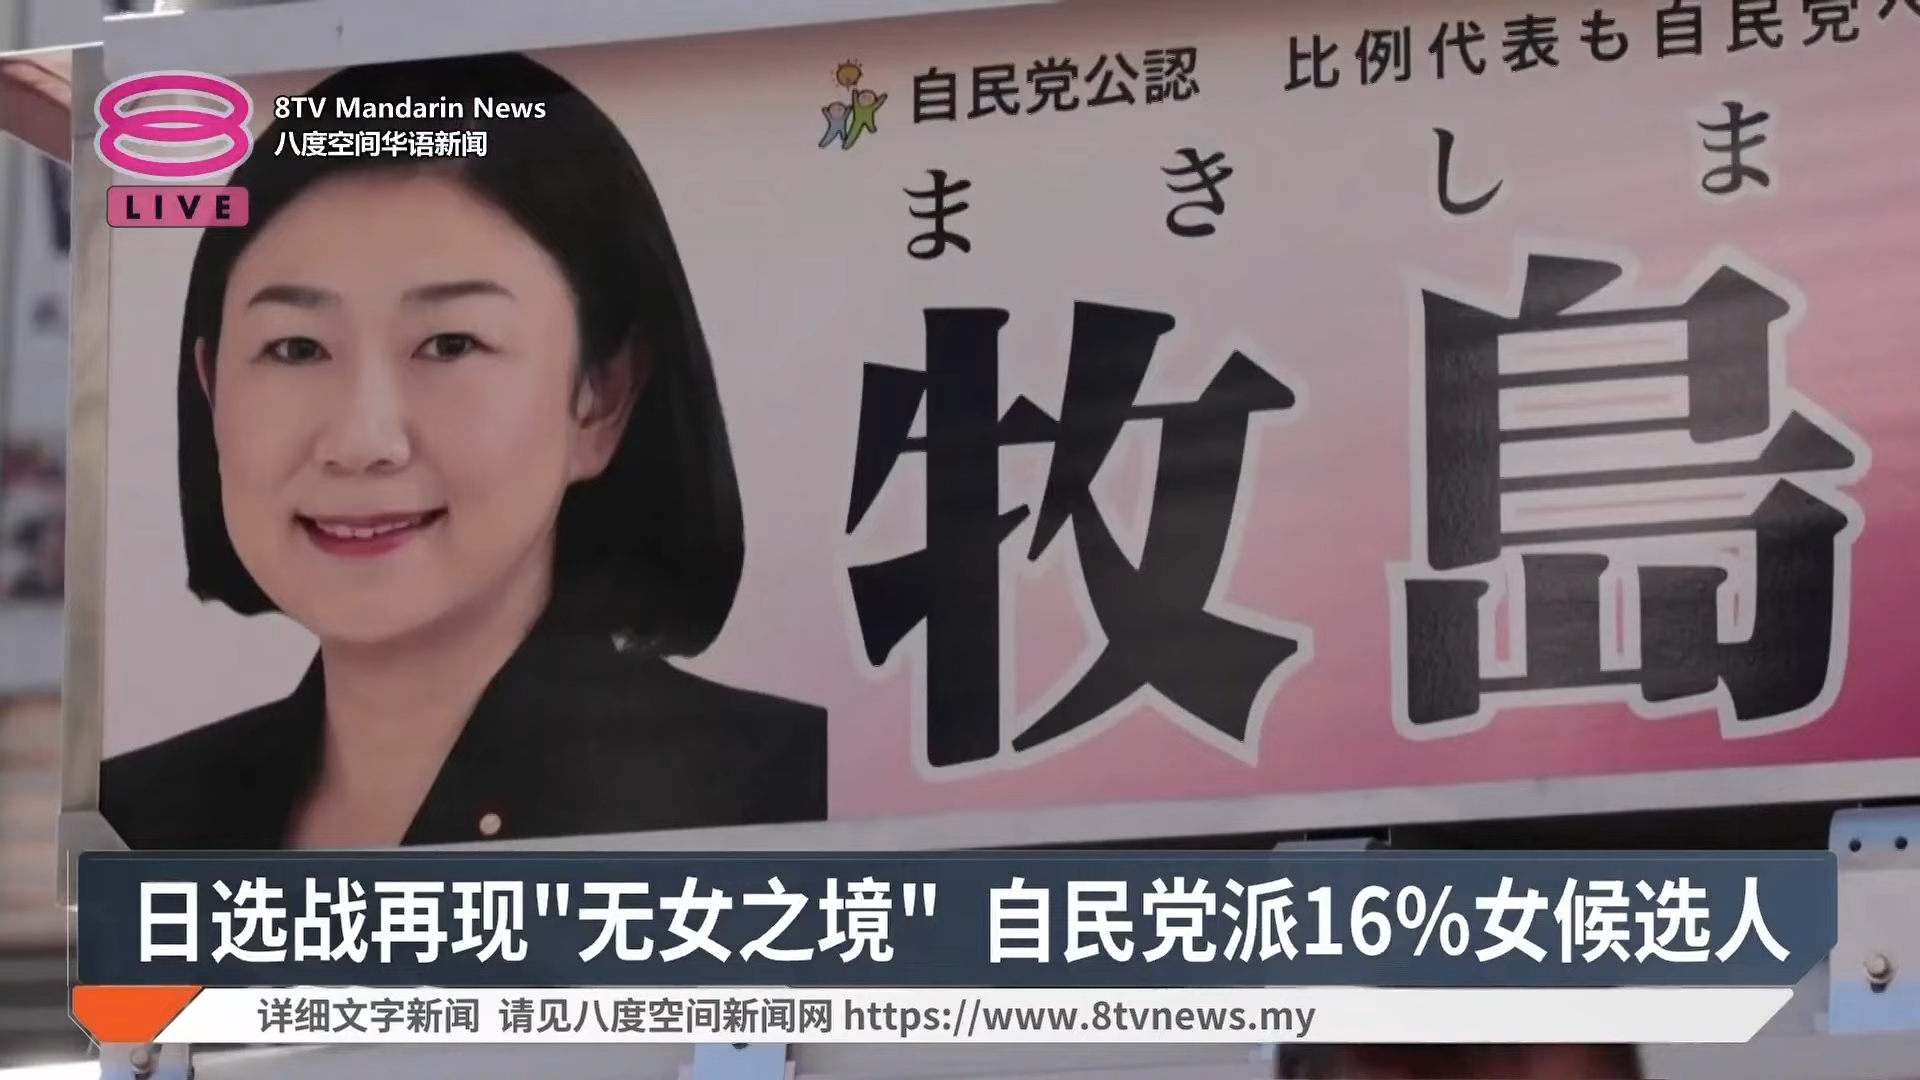 8TV Mandarin News
八度空间华语新闻
LIVE
自民党公認 比例代表も自民党へ
まきしま
牧島
日选战再现"无女之境" 自民党派16%女候选人
详细文字新闻 请见八度空间新闻网 https://www.8tvnews.my